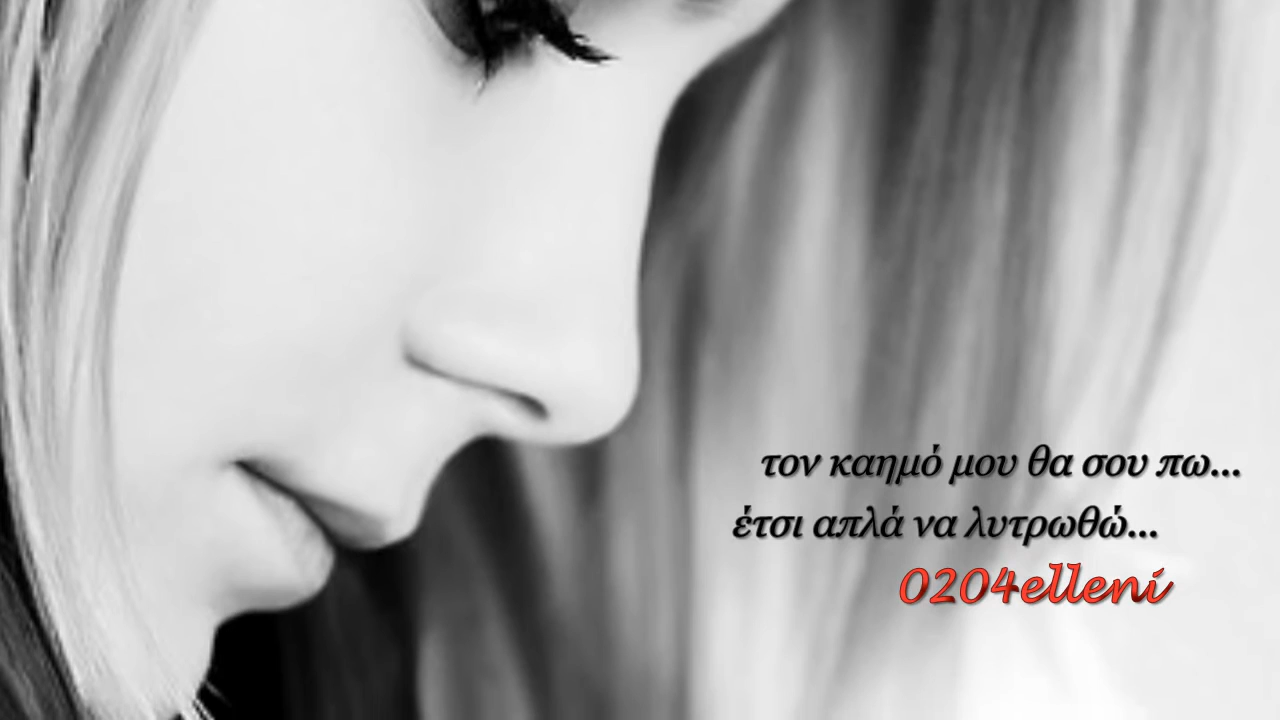 τον καημό μου θα σου πω...
έτσι απλά να λυτρωθώ...
0204elleni